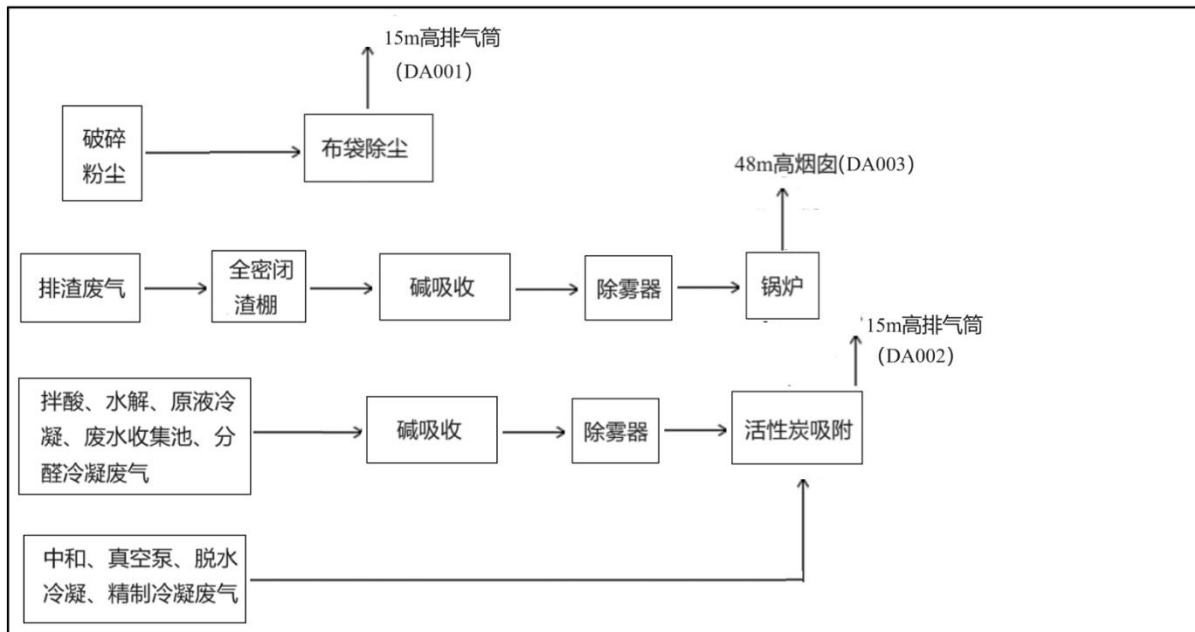 15m高排气筒
（DA001）
破碎
粉尘
布袋除尘
48m高烟囱(DA003)
排渣废气
全密闭
渣棚
碱吸收
除雾器
锅炉
15m高排气筒
（DA002）
拌酸、水解、原液冷
凝、废水收集池、分
醛冷凝废气
碱吸收
除雾器
活性炭吸附
中和、真空泵、脱水
冷凝、精制冷凝废气